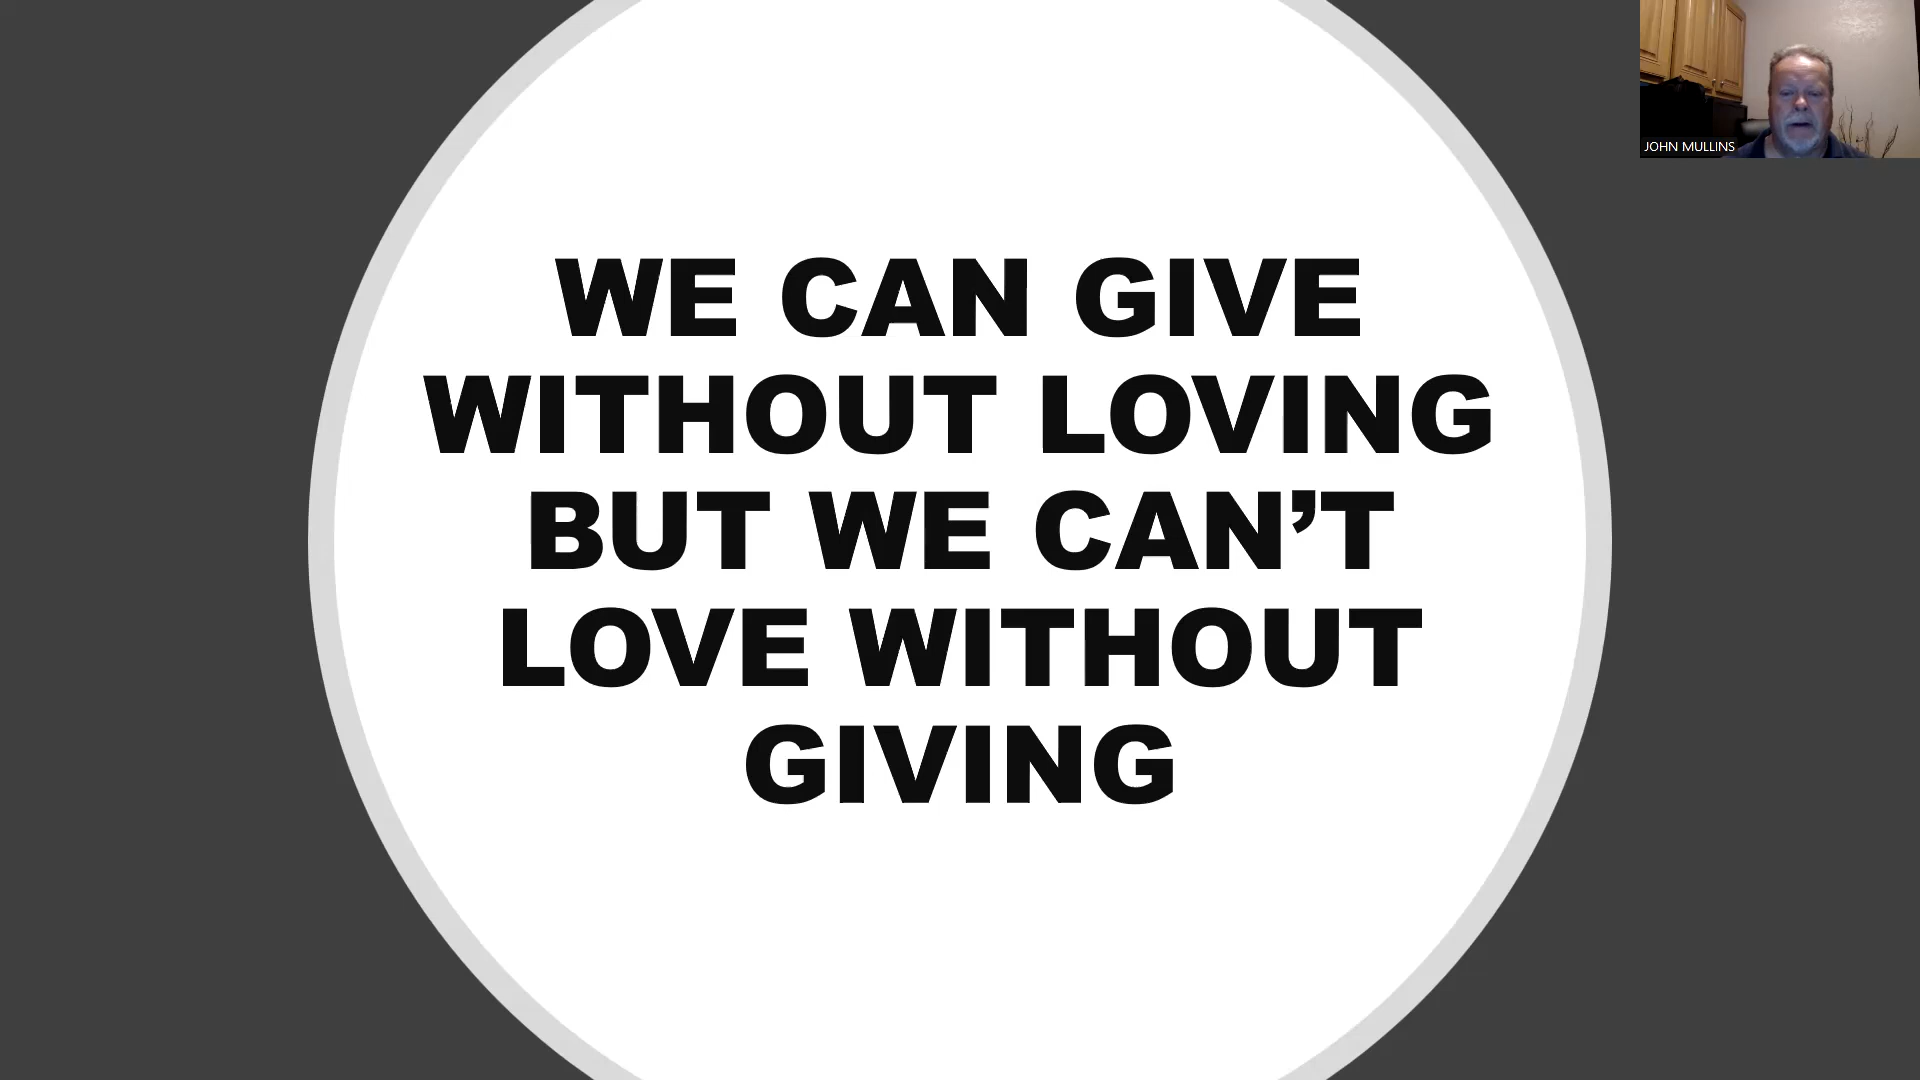 JOHN MULLINS
WE CAN GIVE
WITHOUT LOVING
BUT WE CAN’T
LOVE WITHOUT
GIVING